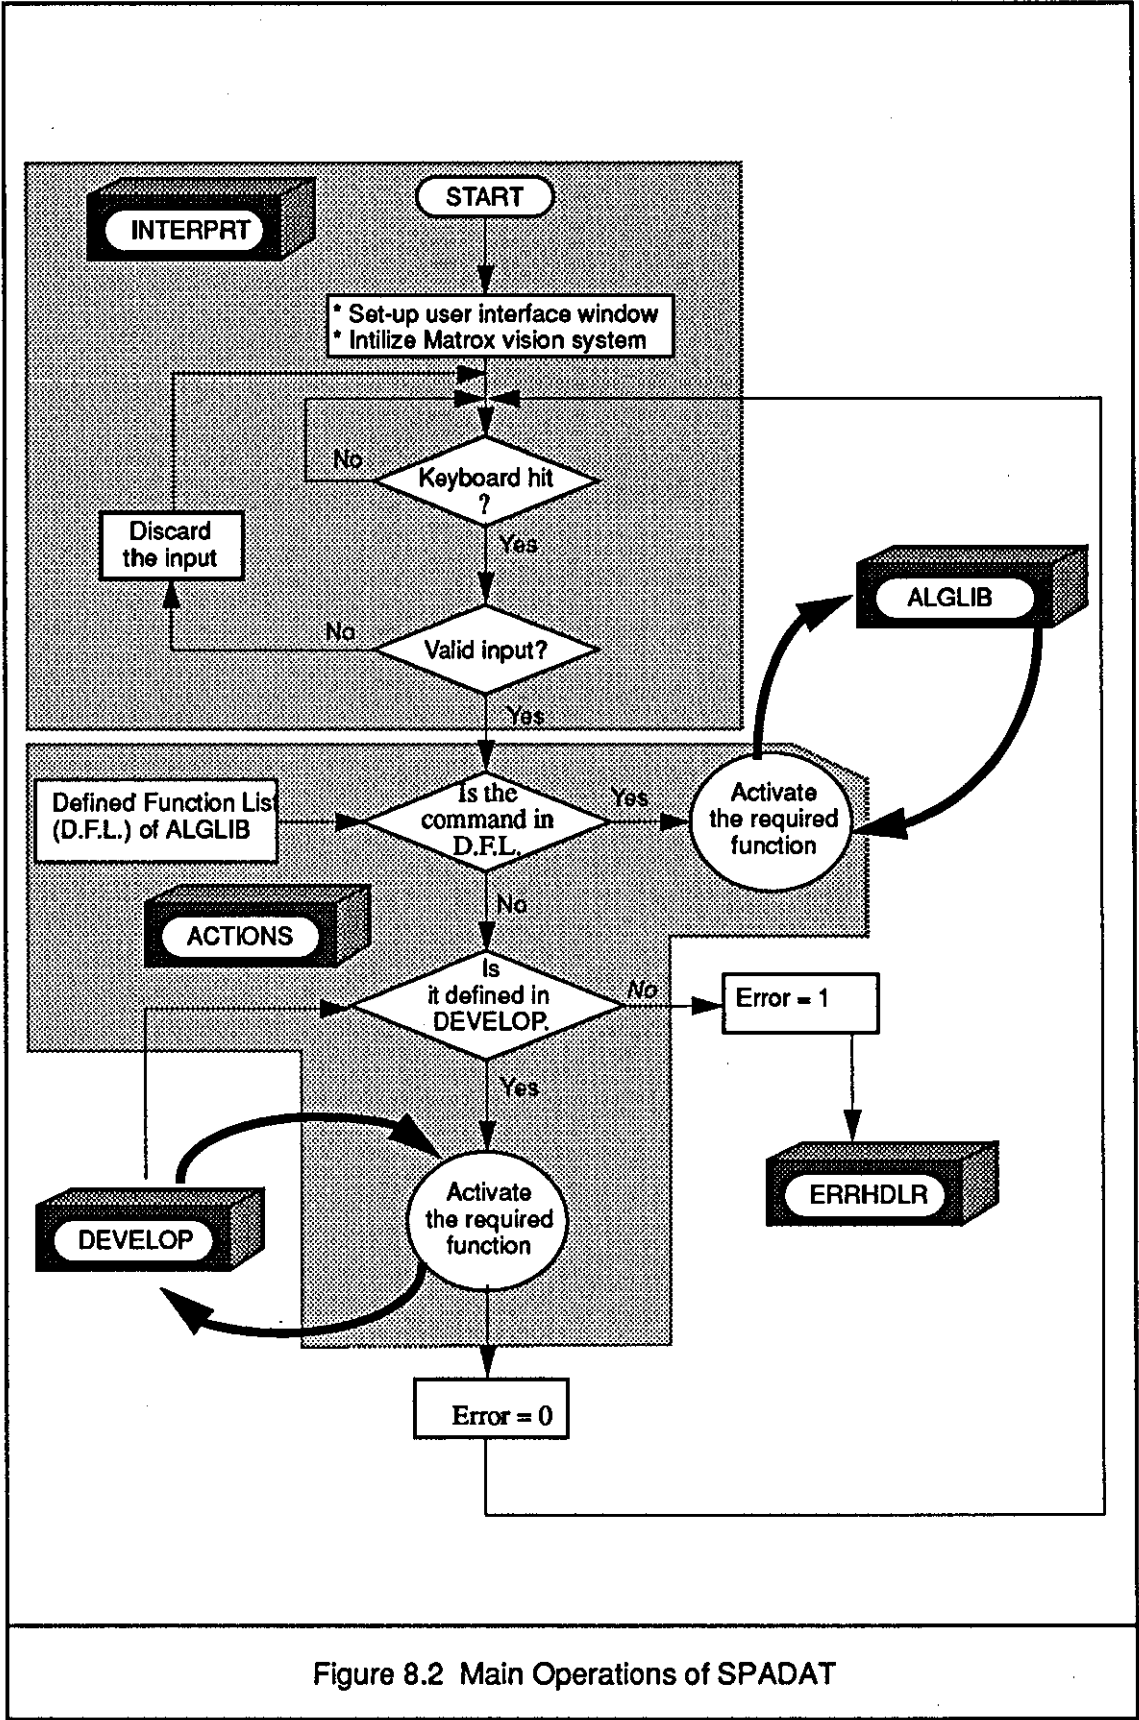 INTERPRT
START
* Set-up user interface window
* Intilize Matrox vision system
No
Keyboard hit
?
Yes
Discard
the input
No
Valid input?
Yes
ALGLIB
Defined Function List
(D.F.L.) of ALGLIB
Is the
command in
D.F.L.
Yes
Activate
the required
function
No
ACTIONS
Is
it defined in
DEVELOP.
No
Error = 1
Yes
ERRHDLR
DEVELOP
Activate
the required
function
Error = 0
Figure 8.2 Main Operations of SPADAT